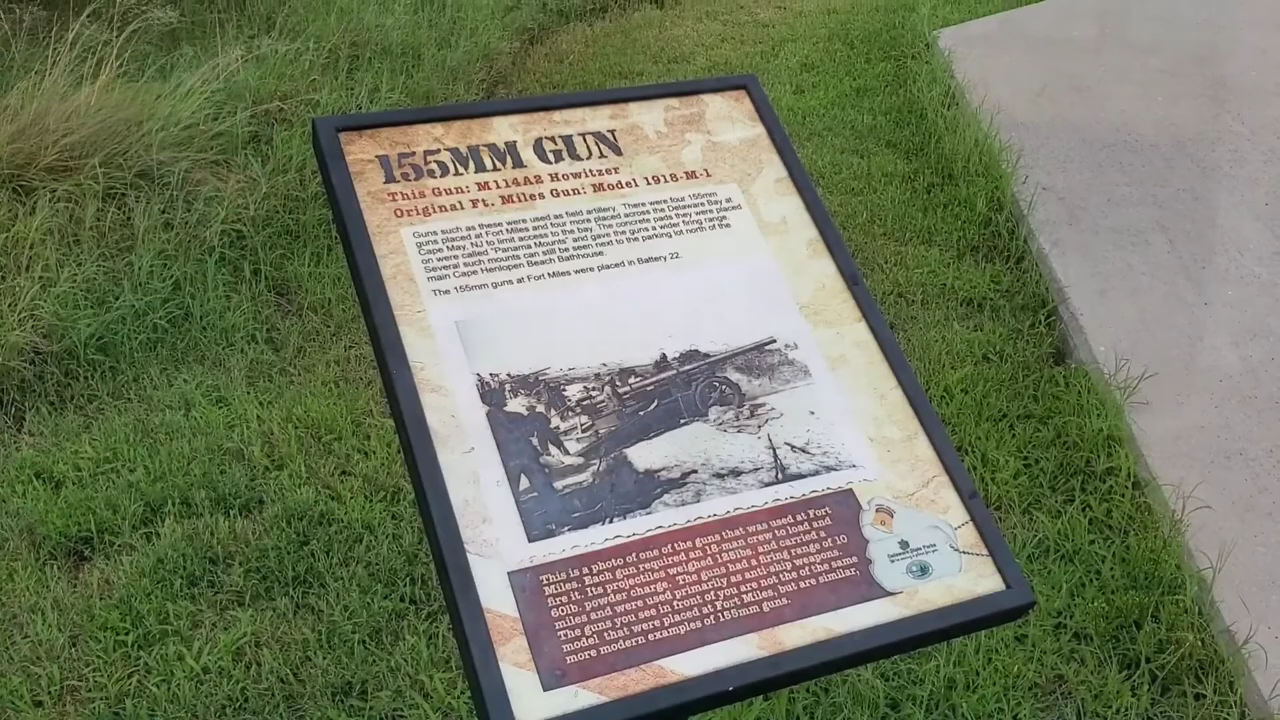 155MM GUN
This Gun: M114A2 Howitzer
Original Ft. Miles Gun: Model 1918-M-1
Guns such as these were used as field artillery. There were four 155mm
guns placed at Fort Miles and four more placed across the Delaware Bay at
Cape May, NJ to limit access to the bay. The concrete pads they were placed
on were called "Panama Mounts" and gave the guns a wider firing range.
Several such mounts can still be seen next to the parking lot north of the
main Cape Henlopen Beach Bathhouse.
The 155mm guns at Fort Miles were placed in Battery 22.
This is a photo of one of the guns that was used at Fort
Miles. Each gun required an 16-man crew to load and
fire it. Its projectiles weighed 125lbs, and carried a
60lb, powder charge. The guns had a firing range of 10
miles and were used primarily as anti-ship weapons.
The guns you see in front of you are not the of the same
model that were placed at Fort Miles, but are similar,
more modern examples of 155mm guns.
Delaware State Parks